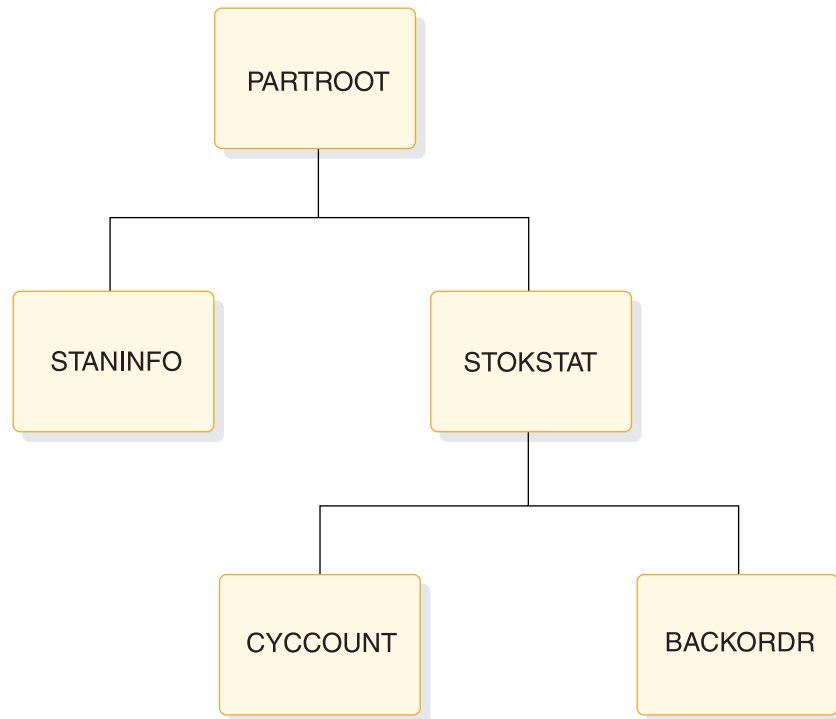 PARTROOT
STANINFO
STOKSTAT
CYCCOUNT
BACKORDR